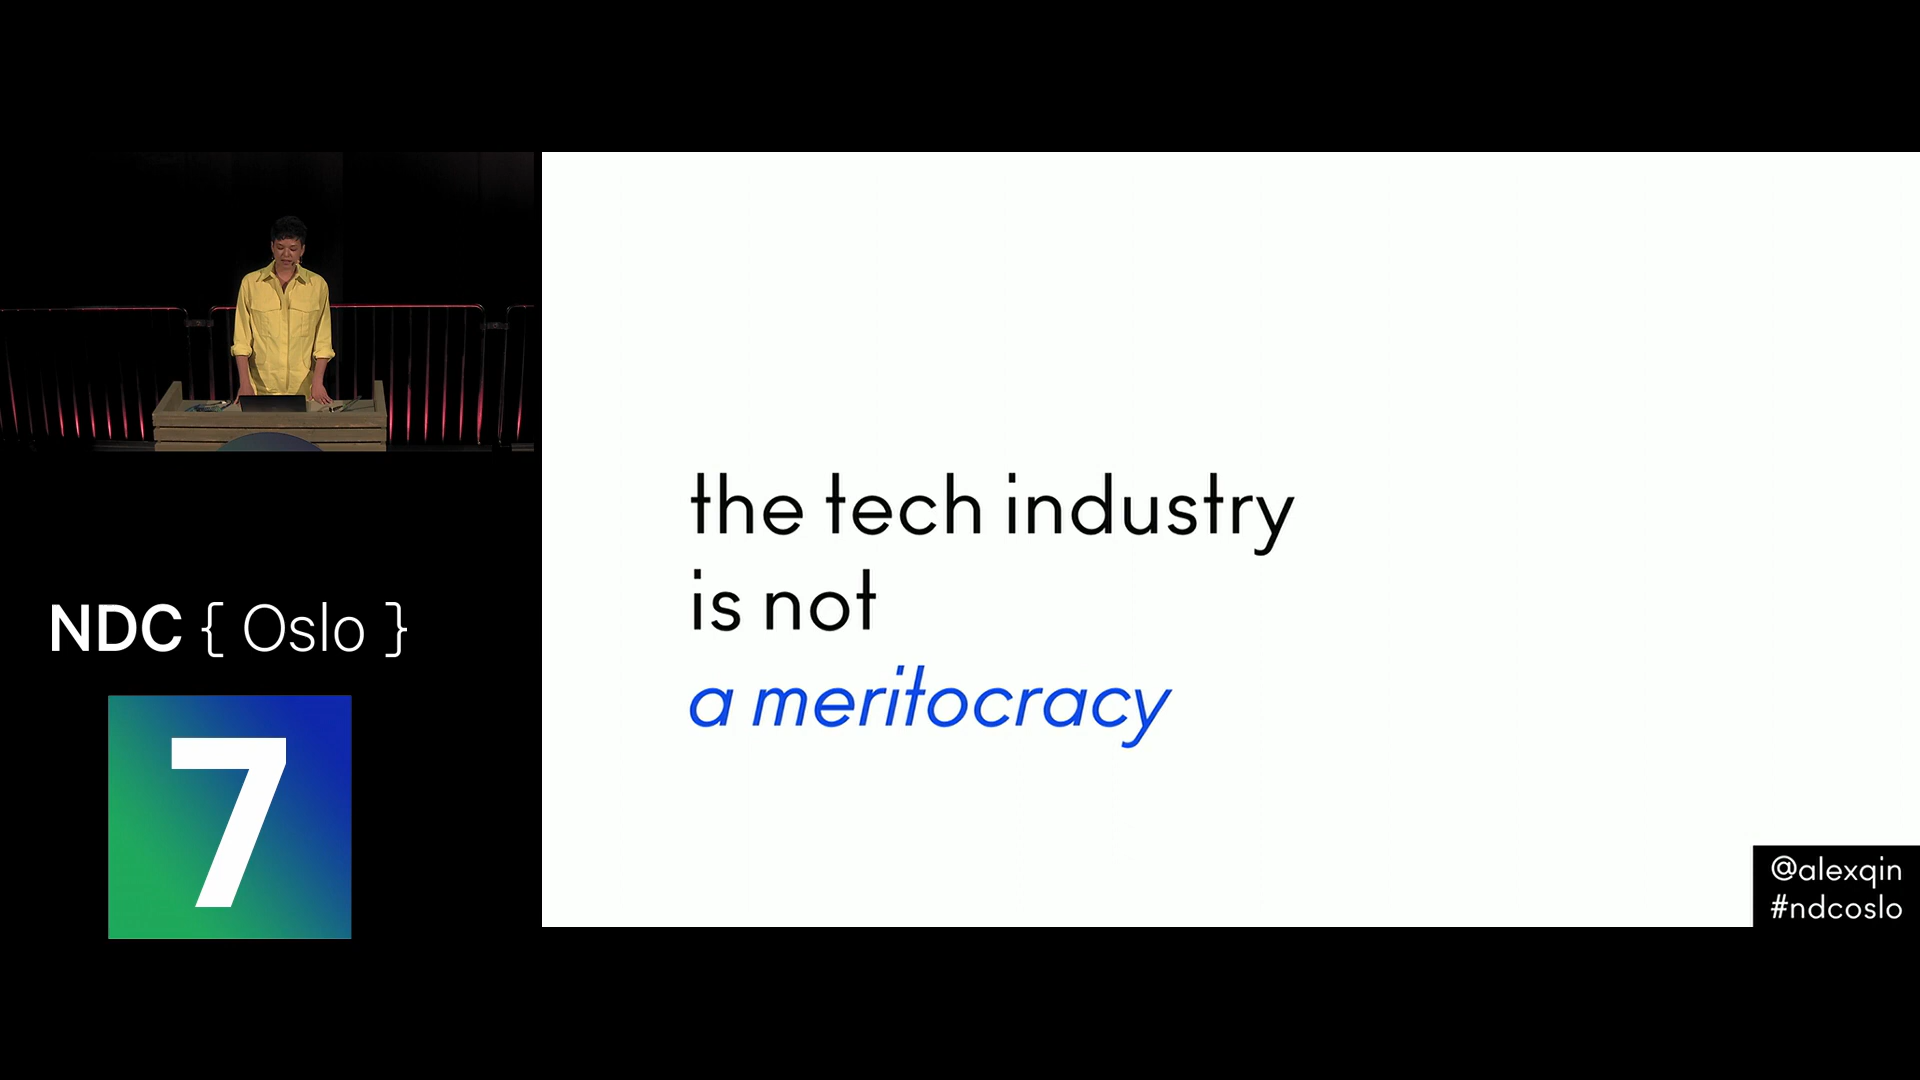 NDC { Oslo }
7
the tech industry
is not
a meritocracy
@alexqin
#ndcoslo